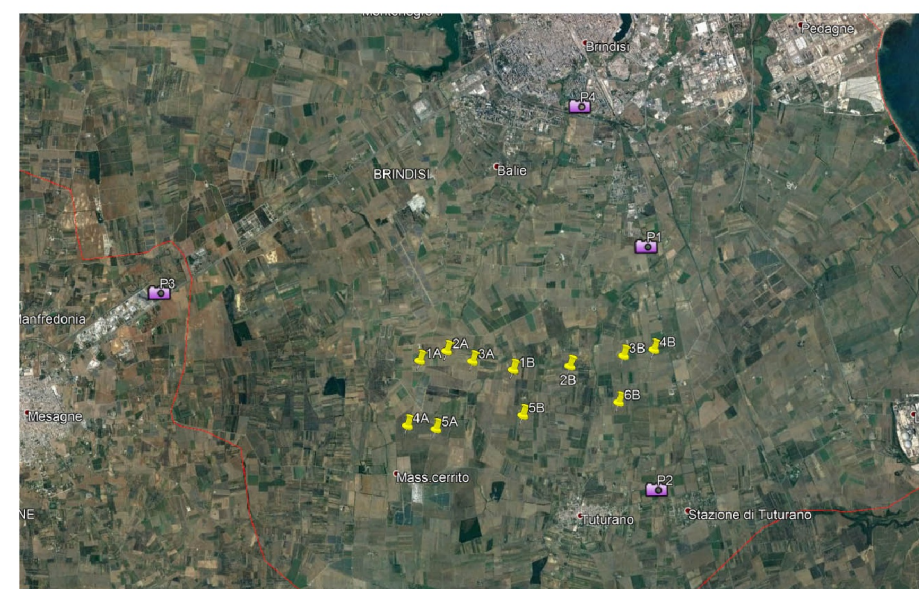 Brindisi
Pedagne
P4
Balie
BRINDISI
P1
P3
Manfredonia
2A
4B
1A
3A
3B
1B
2B
6B
5B
Mesagne
4A
5A
Mass.cerrito
P2
NE
Tuturano
Stazione di Tuturano